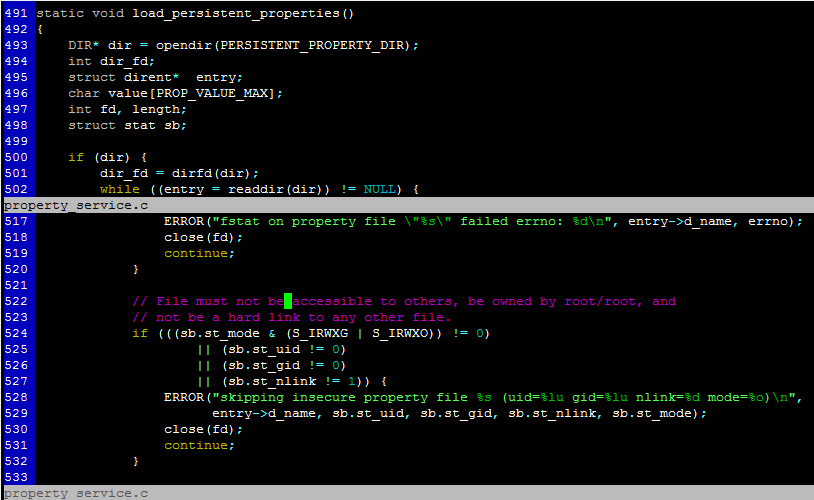 491 static void load_persistent_properties()
492 {
493     DIR* dir = opendir(PERSISTENT_PROPERTY_DIR);
494     int dir_fd;
495     struct dirent*  entry;
496     char value[PROP_VALUE_MAX];
497     int fd, length;
498     struct stat sb;
499
500     if (dir) {
501         dir_fd = dirfd(dir);
502         while ((entry = readdir(dir)) != NULL) {
property_service.c
517                 ERROR("fstat on property file \"%s\" failed errno: %d\n", entry->d_name, errno);
518                 close(fd);
519                 continue;
520             }
521
522             // File must not be accessible to others, be owned by root/root, and
523             // not be a hard link to any other file.
524             if (((sb.st_mode & (S_IRWXG | S_IRWXO)) != 0)
525                     || (sb.st_uid != 0)
526                     || (sb.st_gid != 0)
527                     || (sb.st_nlink != 1)) {
528                 ERROR("skipping insecure property file %s (uid=%lu gid=%lu nlink=%d mode=%o)\n",
529                       entry->d_name, sb.st_uid, sb.st_gid, sb.st_nlink, sb.st_mode);
530                 close(fd);
531                 continue;
532             }
533
property_service.c